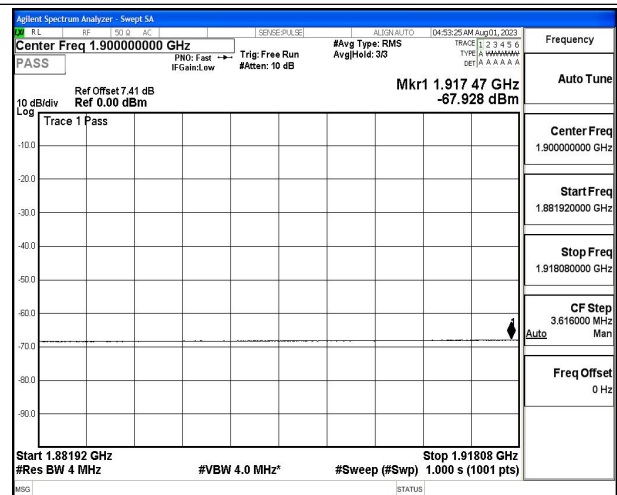 Agilent Spectrum Analyzer - Swept SA
RL RF 50 Ω AC SENSE:PULSE ALIGN AUTO 04:53:25 AM Aug 01, 2023
Center Freq 1.900000000 GHz
PASS
PNO: Fast
IFGain:Low
Trig: Free Run
#Atten: 10 dB
#Avg Type: RMS
Avg|Hold: 3/3
TRACE 1 2 3 4 5 6
TYPE A
DET A A A A A A
Mkr1 1.917 47 GHz
-67.928 dBm
Ref Offset 7.41 dB
10 dB/div Ref 0.00 dBm
Log
Trace 1 Pass
-10.0
-20.0
-30.0
-40.0
-50.0
-60.0
1
-70.0
-80.0
-90.0
Start 1.88192 GHz Stop 1.91808 GHz
#Res BW 4 MHz #VBW 4.0 MHz* #Sweep (#Swp) 1.000 s (1001 pts)
MSG STATUS
Frequency
Auto Tune
Center Freq
1.900000000 GHz
Start Freq
1.881920000 GHz
Stop Freq
1.918080000 GHz
CF Step
3.616000 MHz
Auto Man
Freq Offset
0 Hz